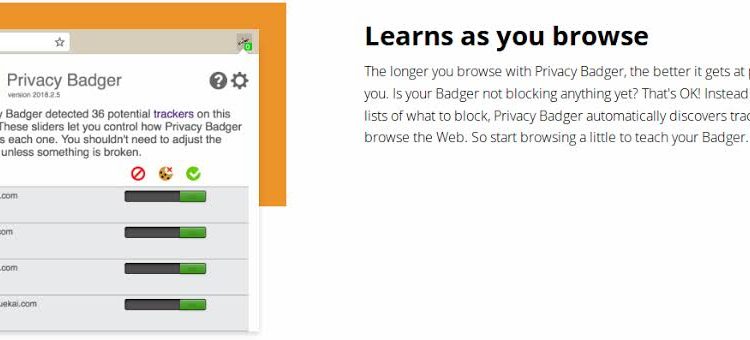 0
Privacy Badger
version 2018.2.5
Badger detected 36 potential trackers on this
These sliders let you control how Privacy Badger
each one. You shouldn't need to adjust the
unless something is broken.
.com
.com
.com
Learns as you browse
The longer you browse with Privacy Badger, the better it gets at
you. Is your Badger not blocking anything yet? That's OK! Instead
lists of what to block, Privacy Badger automatically discovers
browse the Web. So start browsing a little to teach your Badger.